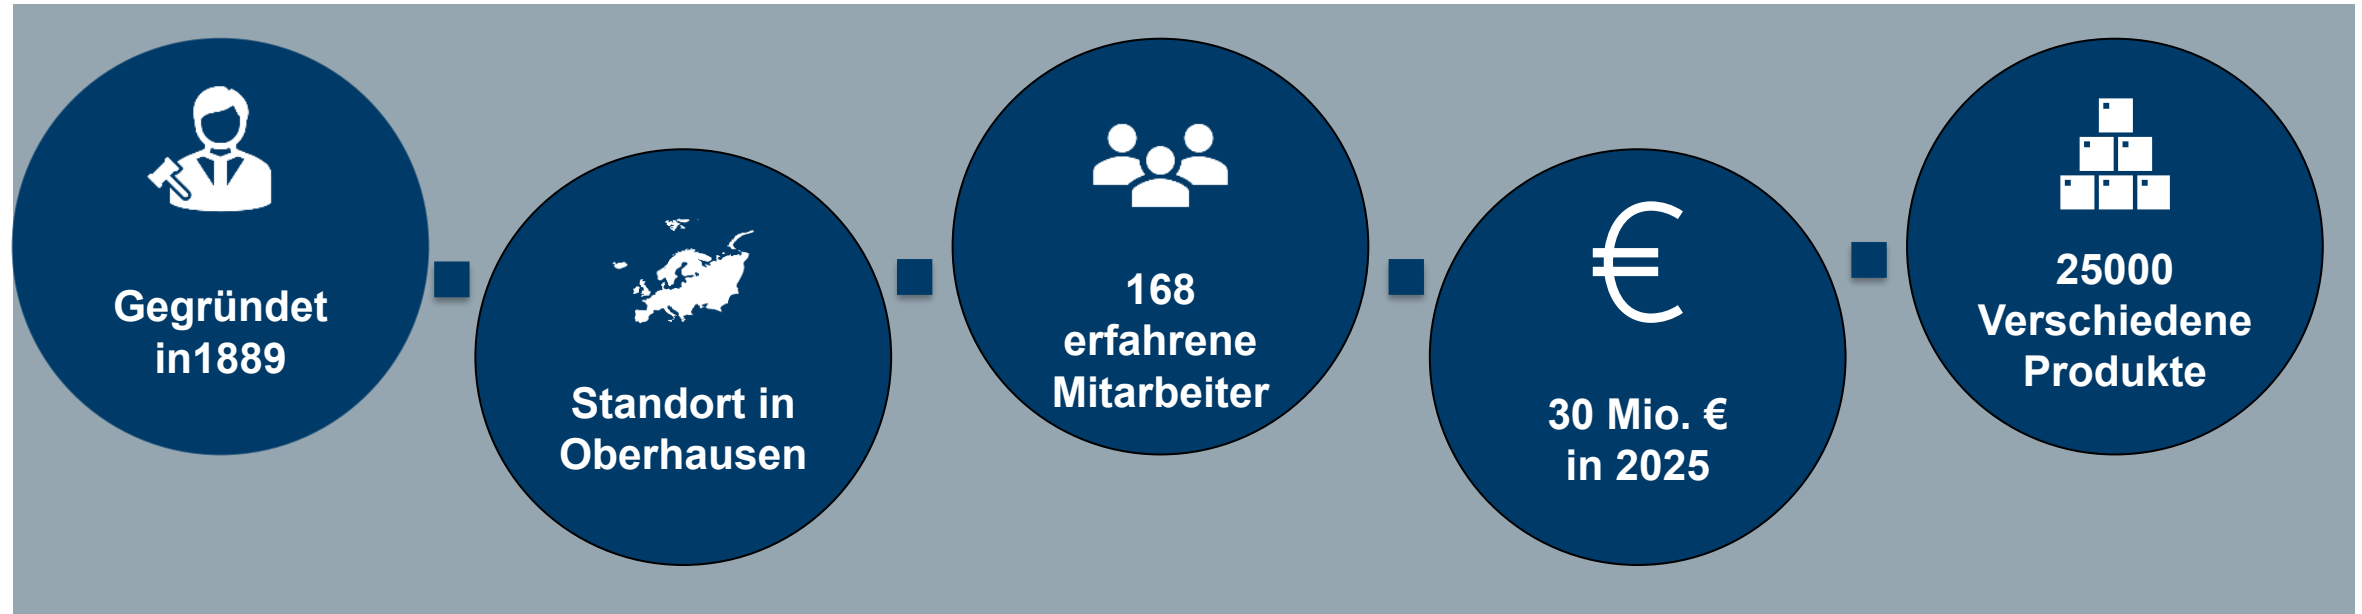 Gegründet
in1889
Standort in
Oberhausen
168
erfahrene
Mitarbeiter
€
30 Mio. €
in 2025
25000
Verschiedene
Produkte